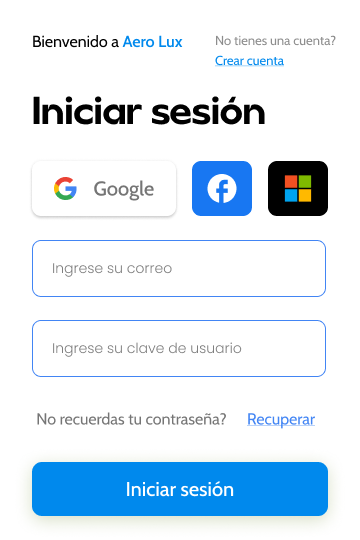 Bienvenido a Aero Lux
No tienes una cuenta?
Crear cuenta
Iniciar sesión
Google
Ingrese su correo
Ingrese su clave de usuario
No recuerdas tu contraseña? Recuperar
Iniciar sesión